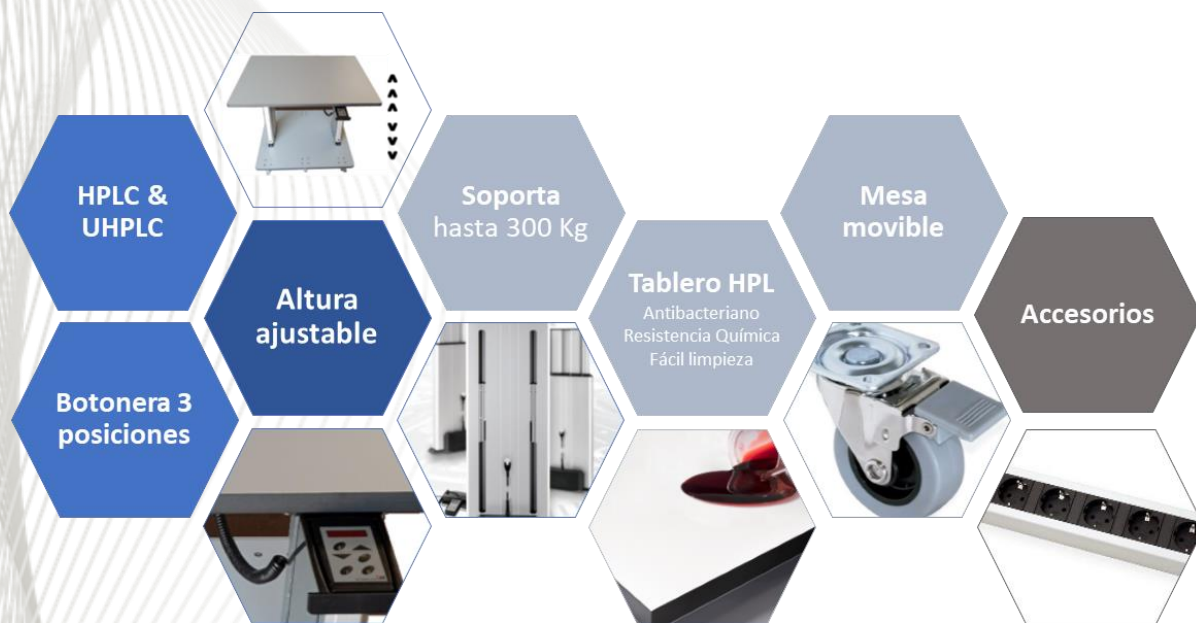 HPLC &
UHPLC
Botonera 3
posiciones
Altura
ajustable
Soporta
hasta 300 Kg
Tablero HPL
Antibacteriano
Resistencia Química
Fácil limpieza
Mesa
movible
Accesorios